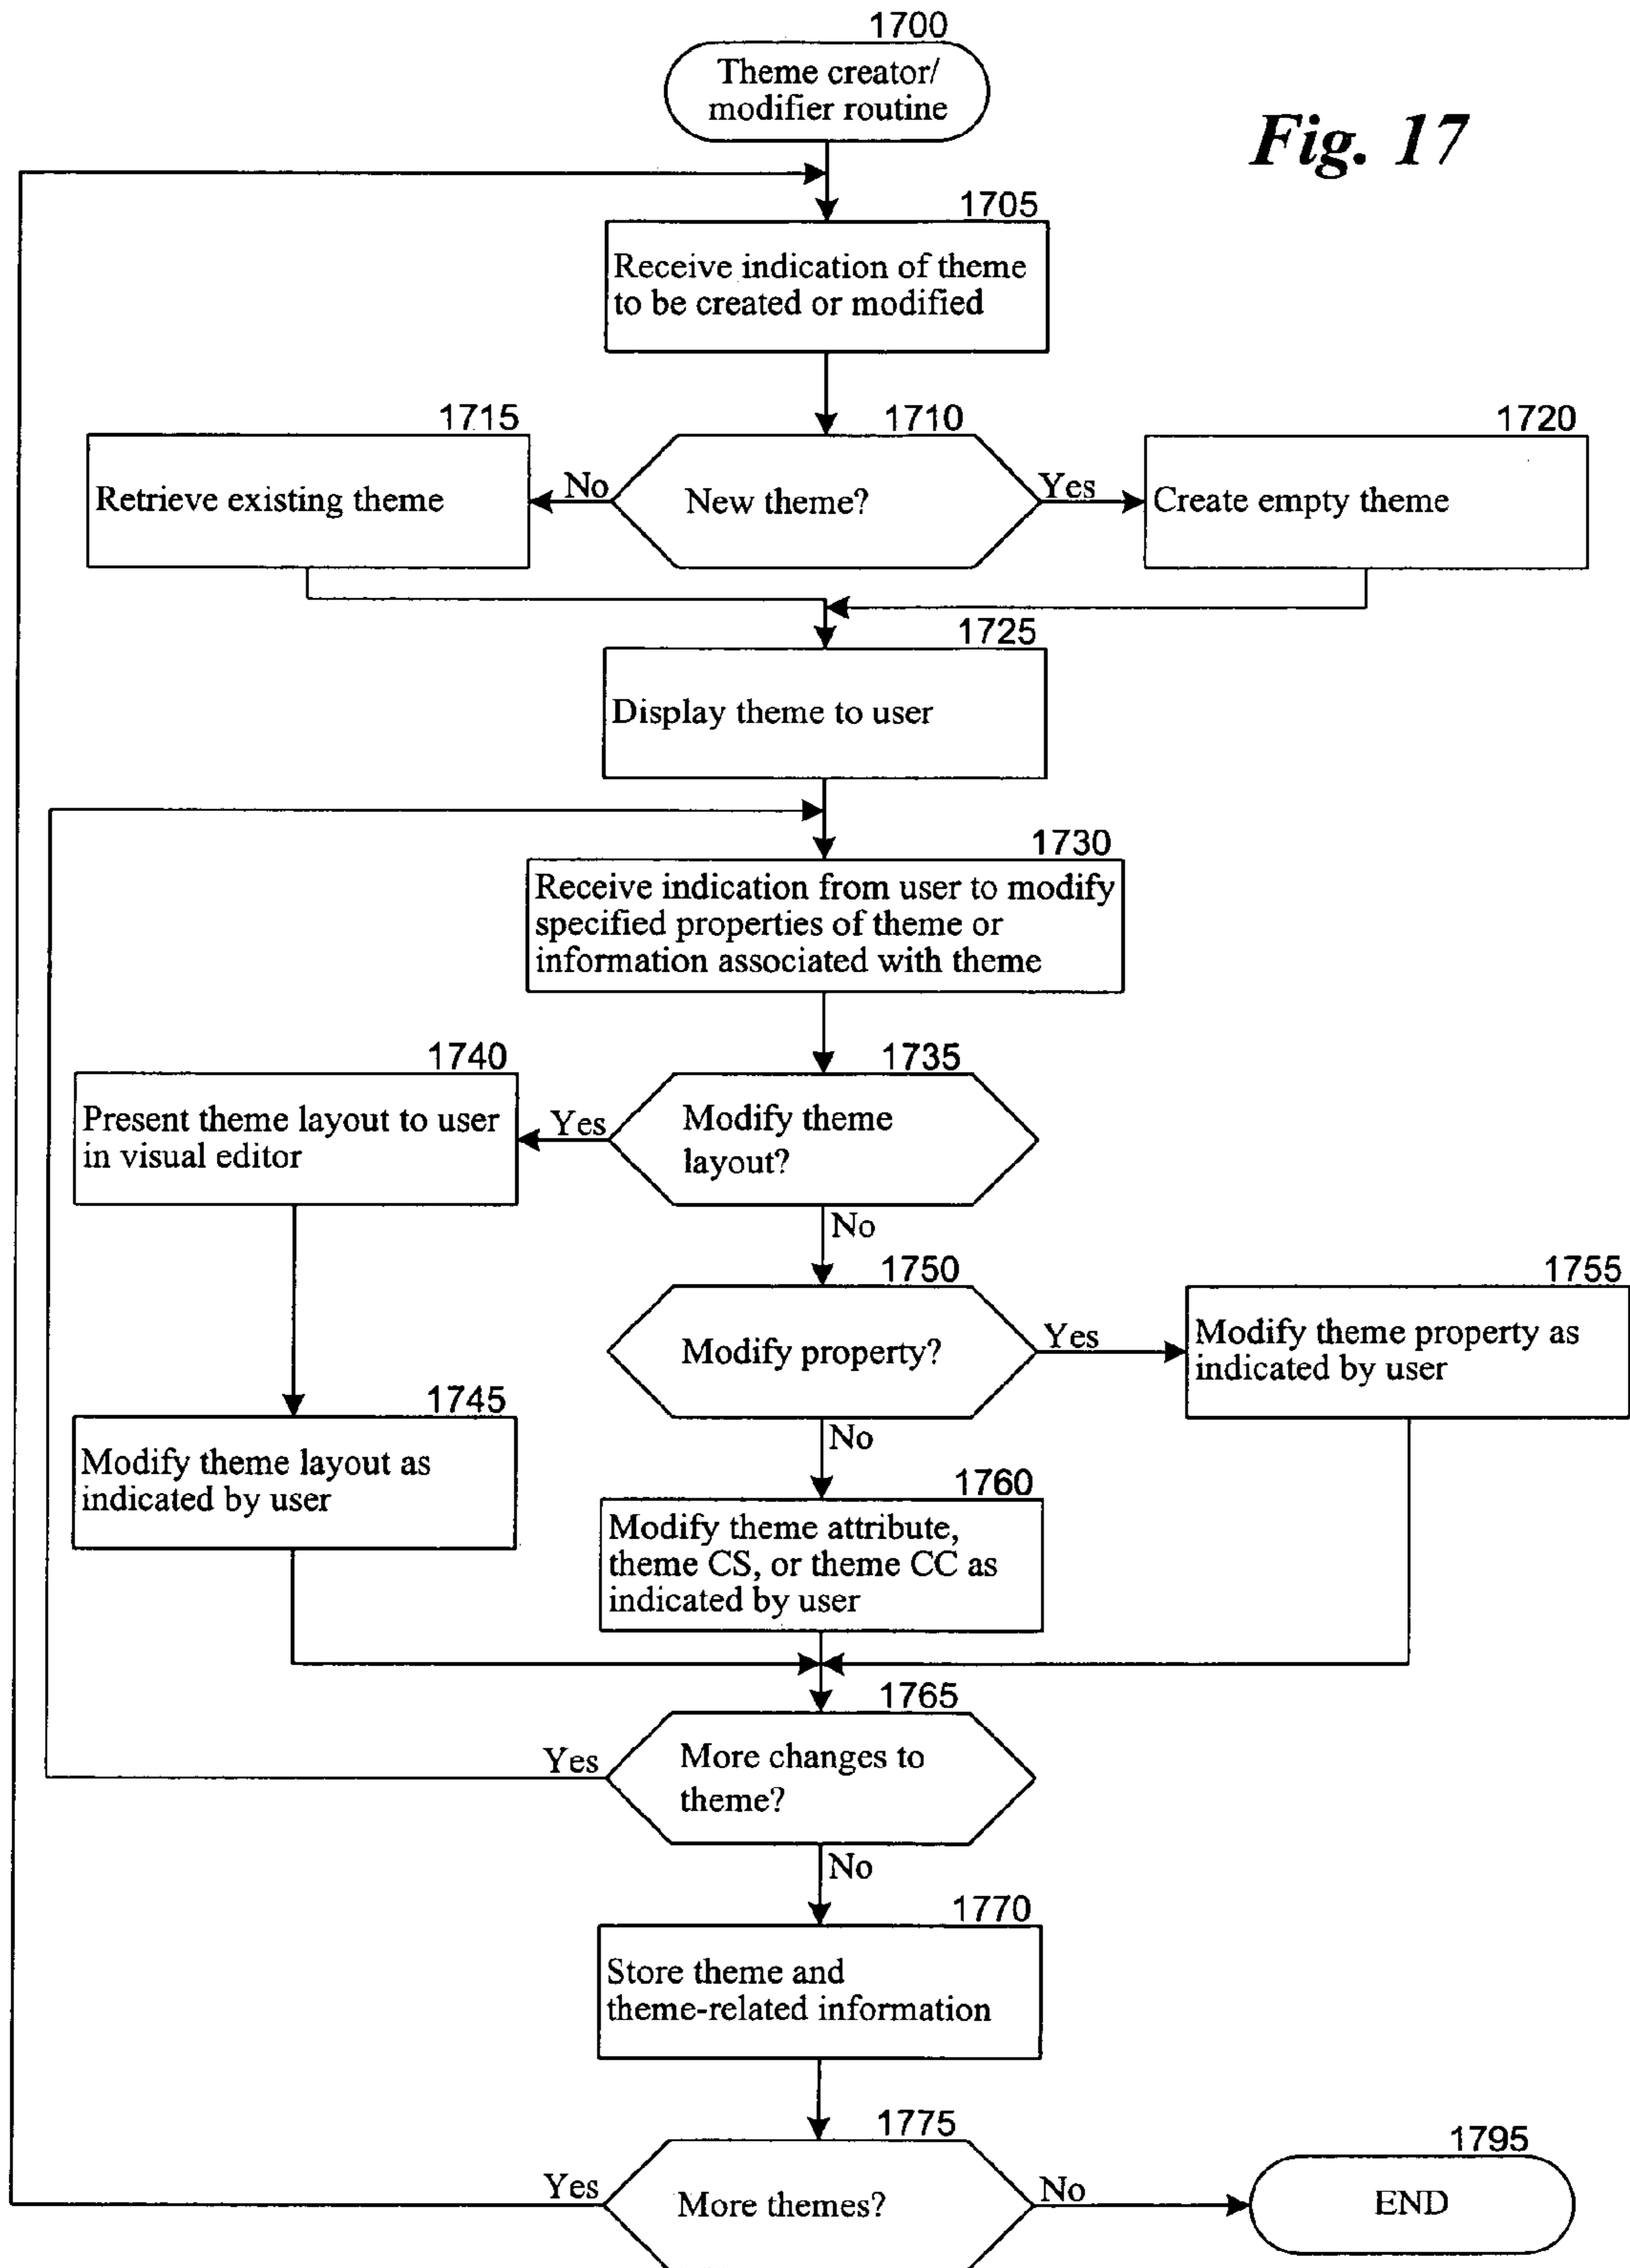 1700
Theme creator/
modifier routine
Fig. 17
1705
Receive indication of theme
to be created or modified
1715
1710
1720
Retrieve existing theme
No
New theme?
Yes
Create empty theme
1725
Display theme to user
1730
Receive indication from user to modify
specified properties of theme or
information associated with theme
1740
1735
Present theme layout to user
in visual editor
Yes
Modify theme
layout?
No
1750
1755
Modify property?
Yes
Modify theme property as
indicated by user
1745
No
Modify theme layout as
indicated by user
1760
Modify theme attribute,
theme CS, or theme CC as
indicated by user
1765
Yes
More changes to
theme?
No
1770
Store theme and
theme-related information
1775
1795
Yes
More themes?
No
END